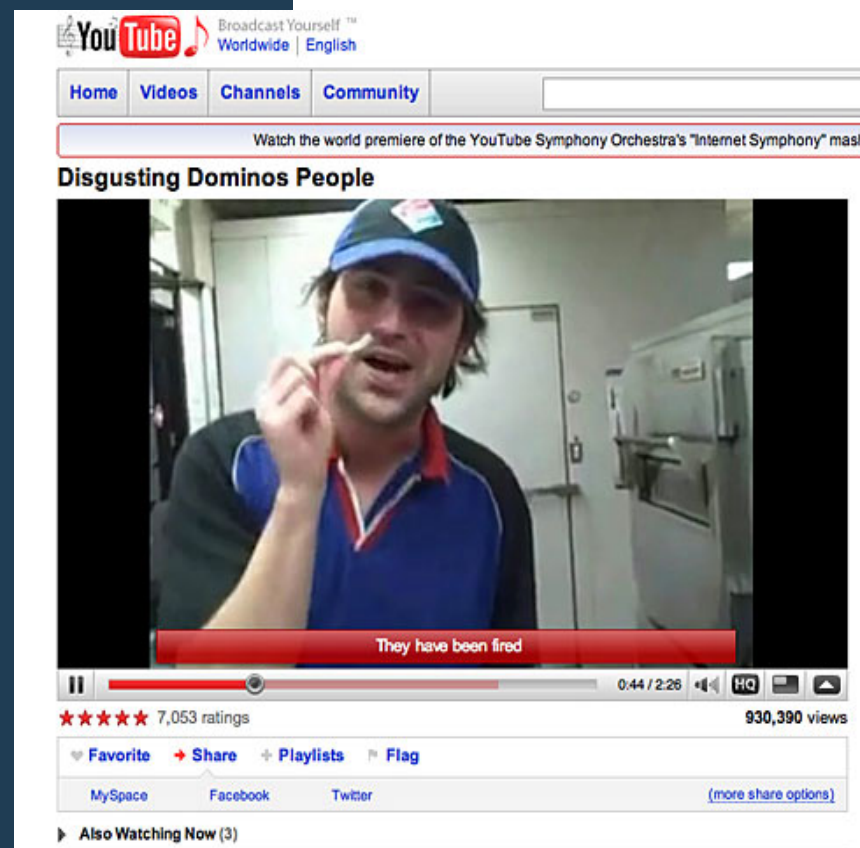 YouTube Broadcast Yourself ™
Worldwide | English
Home Videos Channels Community
Watch the world premiere of the YouTube Symphony Orchestra's "Internet Symphony"
Disgusting Dominos People
They have been fired
0:44 / 2:26 HQ
7,053 ratings 930,390 views
Favorite Share Playlists Flag
MySpace Facebook Twitter (more share options)
Also Watching Now (3)